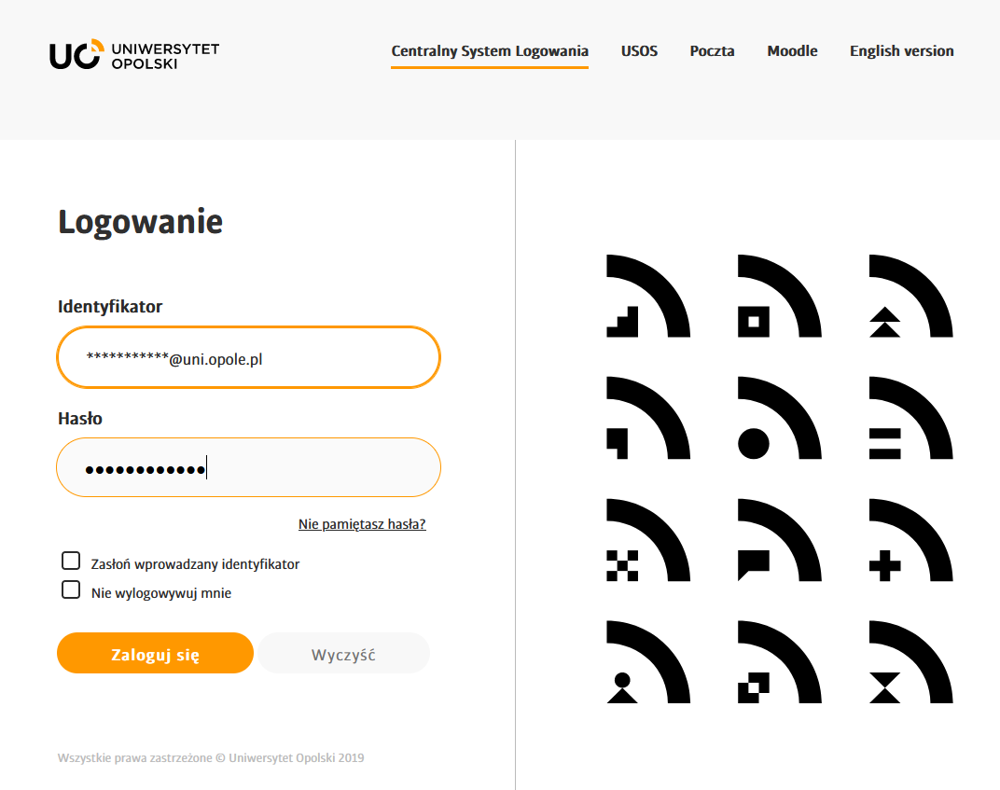 UO UNIWERSYTET
OPOLSKI
Centralny System Logowania USOS Poczta Moodle English version
Logowanie
Identyfikator
***********@uni.opole.pl
Hasło
●●●●●●●●●●●●
Nie pamiętasz hasła?
Zasłoń wprowadzany identyfikator
Nie wylogowywuj mnie
Zaloguj się Wyczyść
Wszystkie prawa zastrzeżone © Uniwersytet Opolski 2019